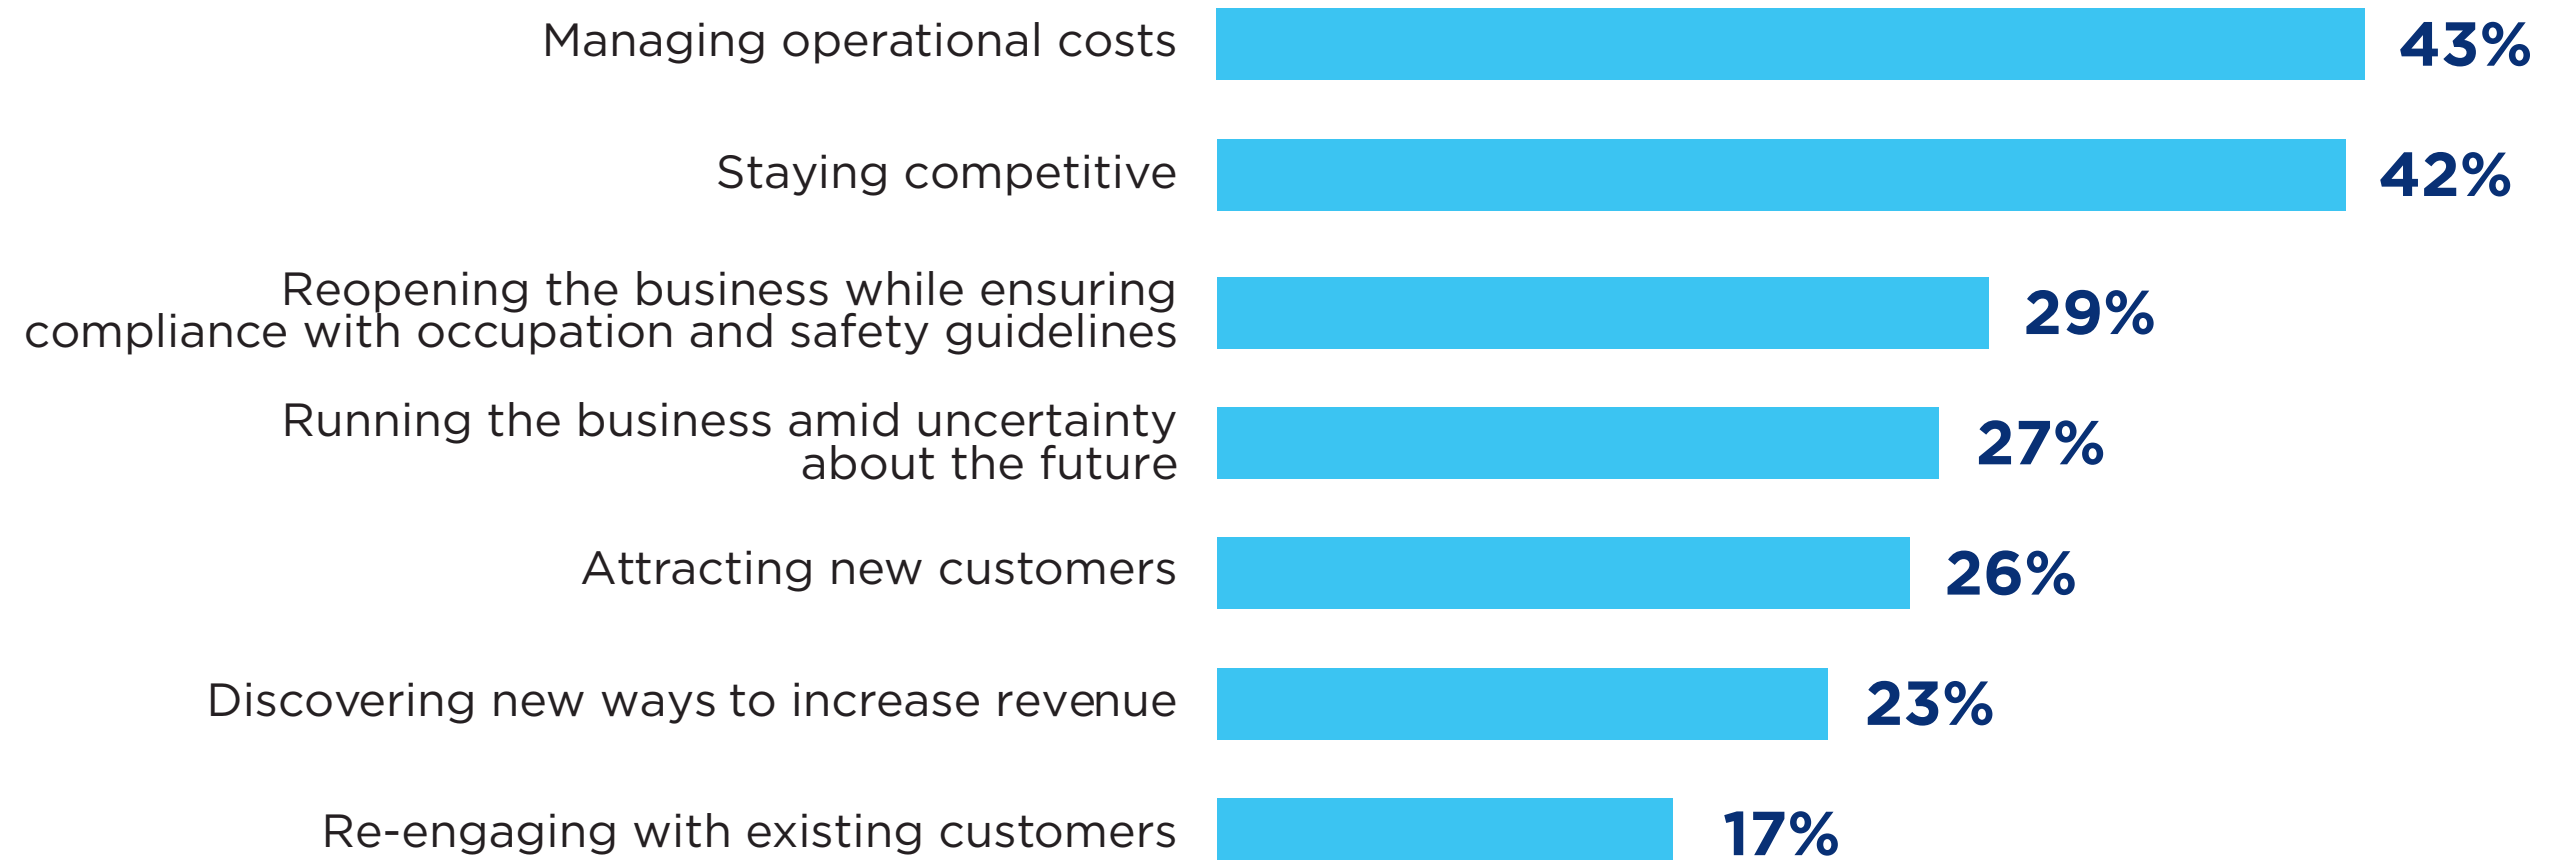 Managing operational costs 43%
Staying competitive 42%
Reopening the business while ensuring
compliance with occupation and safety guidelines 29%
Running the business amid uncertainty
about the future 27%
Attracting new customers 26%
Discovering new ways to increase revenue 23%
Re-engaging with existing customers 17%